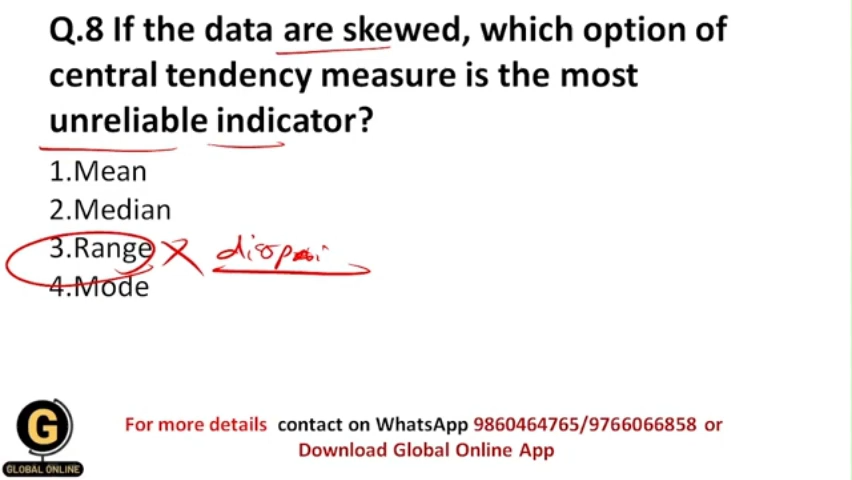 Q.8 If the data are skewed, which option of
central tendency measure is the most
unreliable indicator?
1.Mean
2.Median
3.Range
4.Mode
G
GLOBAL ONLINE
For more details contact on WhatsApp 9860464765/9766066858 or
Download Global Online App